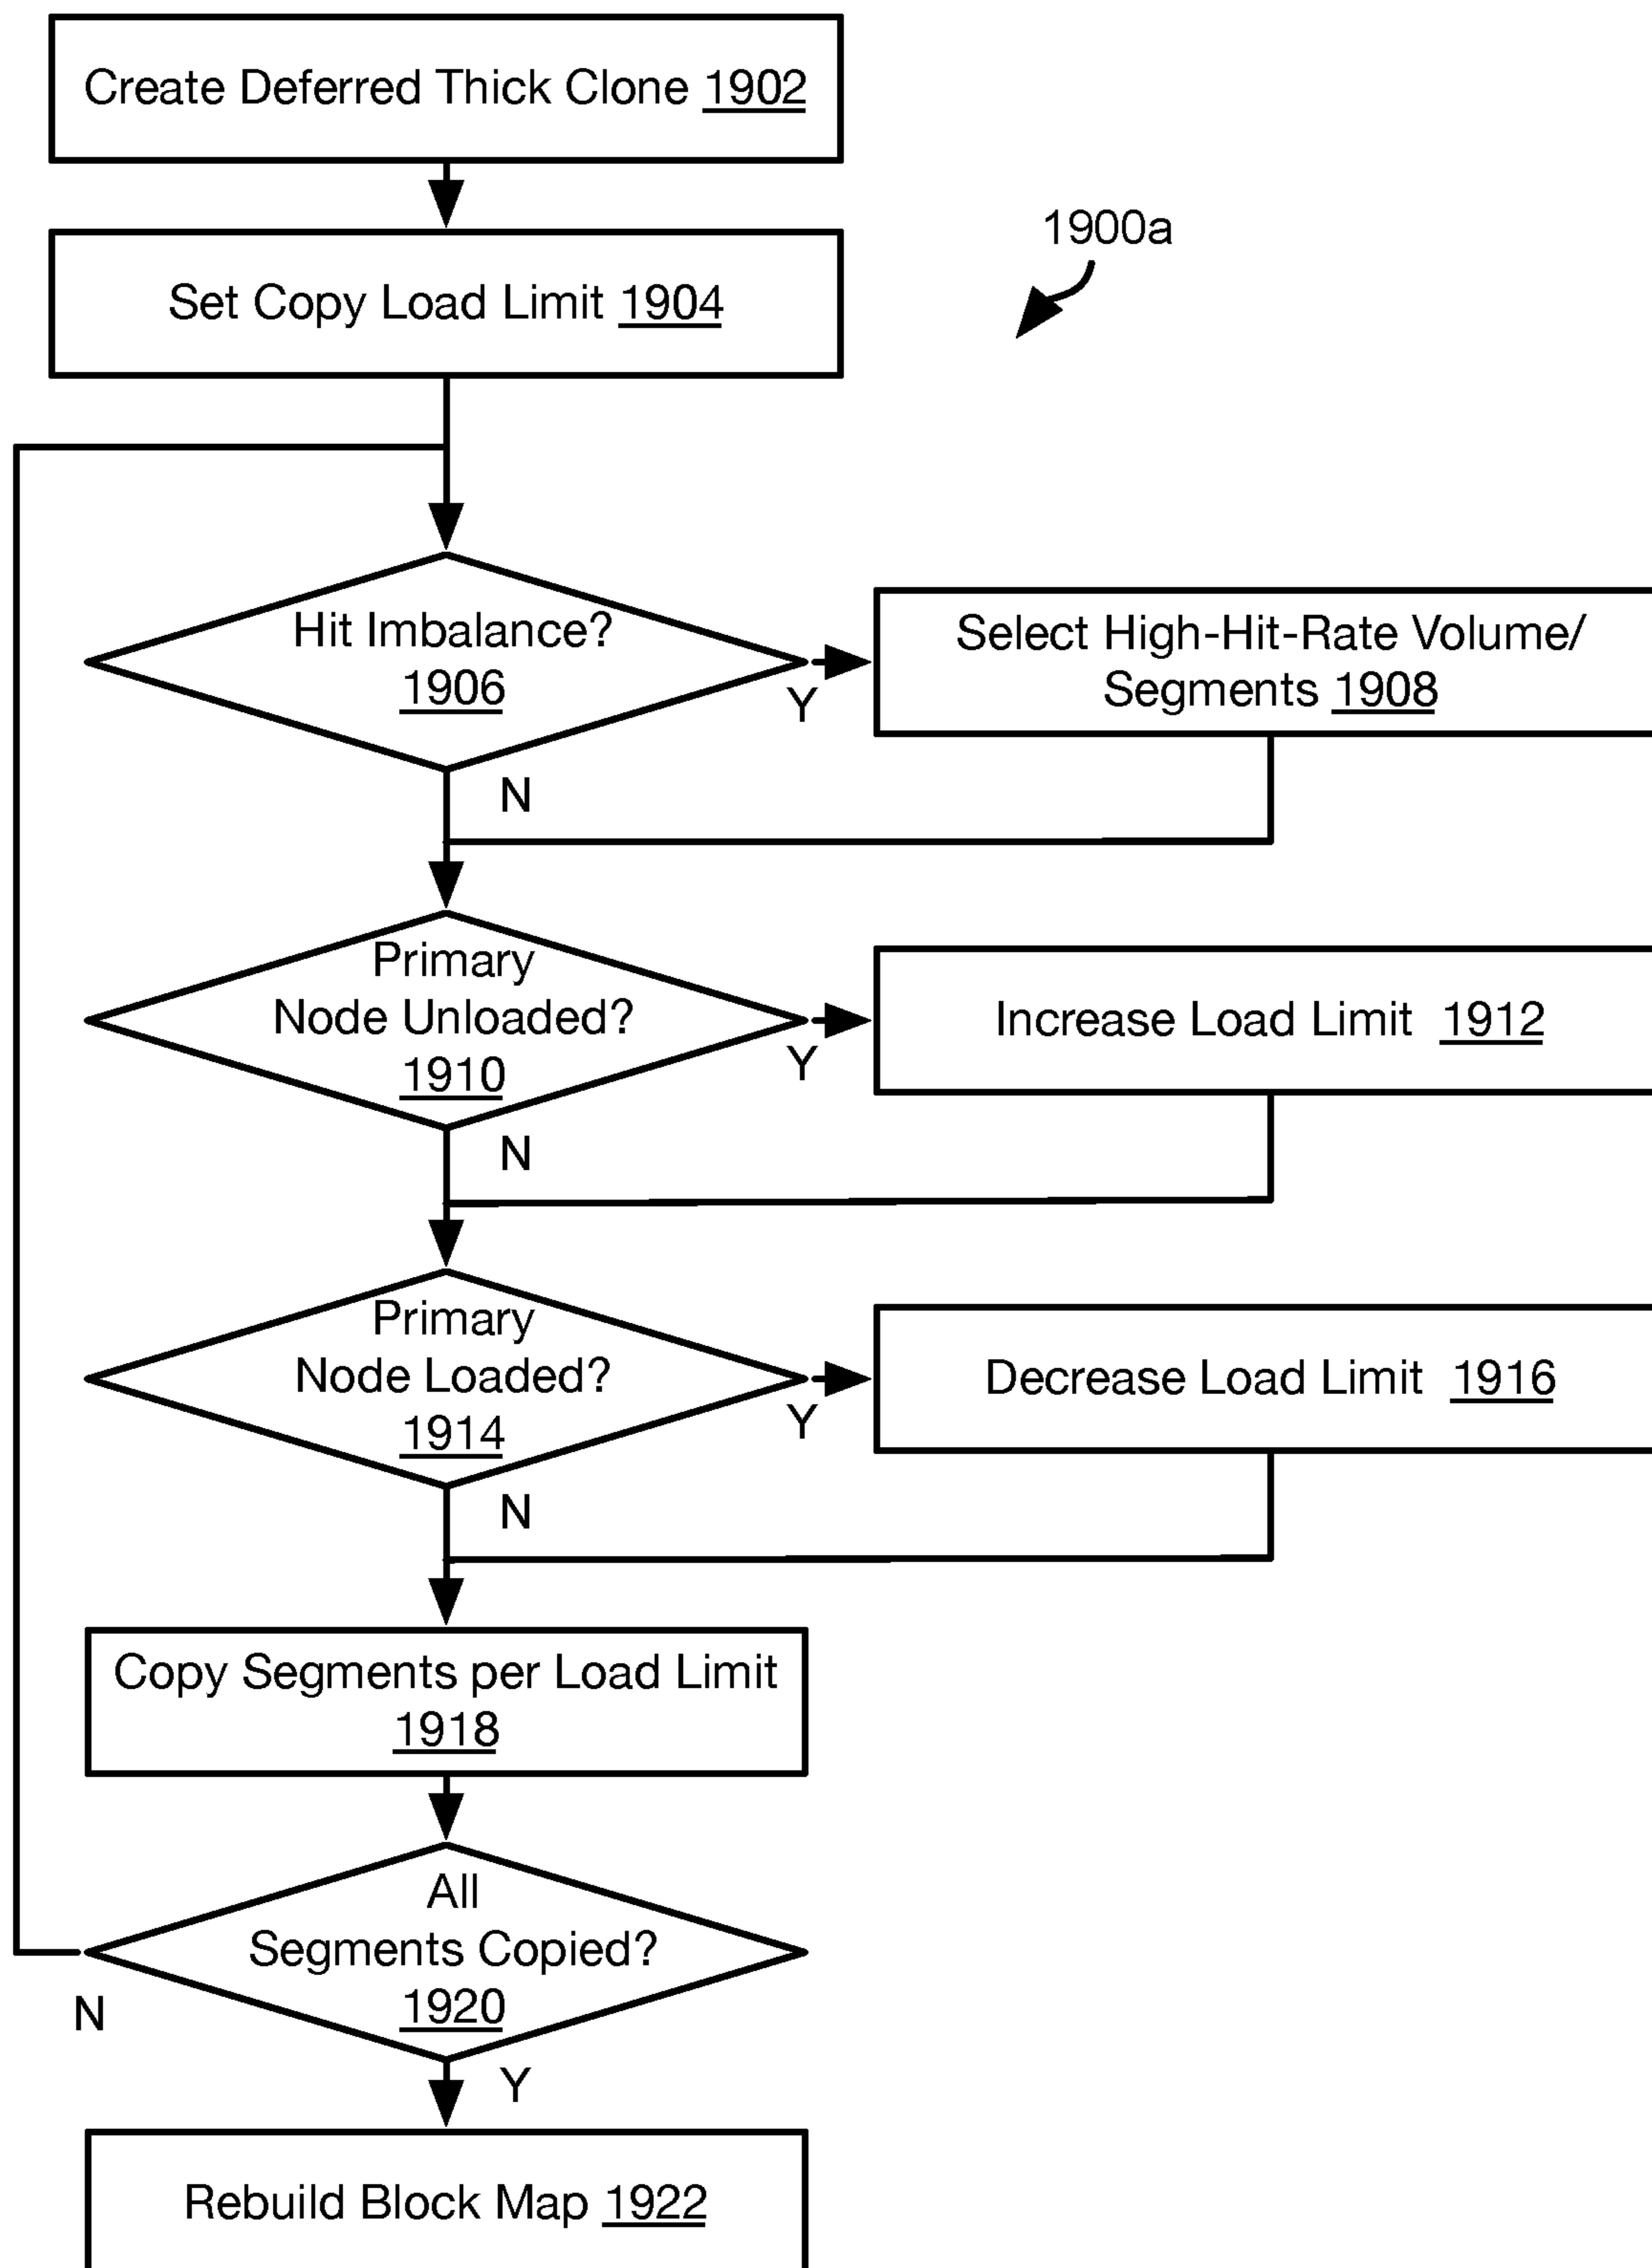 Create Deferred Thick Clone 1902
1900a
Set Copy Load Limit 1904
Hit Imbalance?
1906
Y
N
Select High-Hit-Rate Volume/
Segments 1908
Primary
Node Unloaded?
1910
Y
N
Increase Load Limit 1912
Primary
Node Loaded?
1914
Y
N
Decrease Load Limit 1916
Copy Segments per Load Limit
1918
All
Segments Copied?
1920
N
Y
Rebuild Block Map 1922